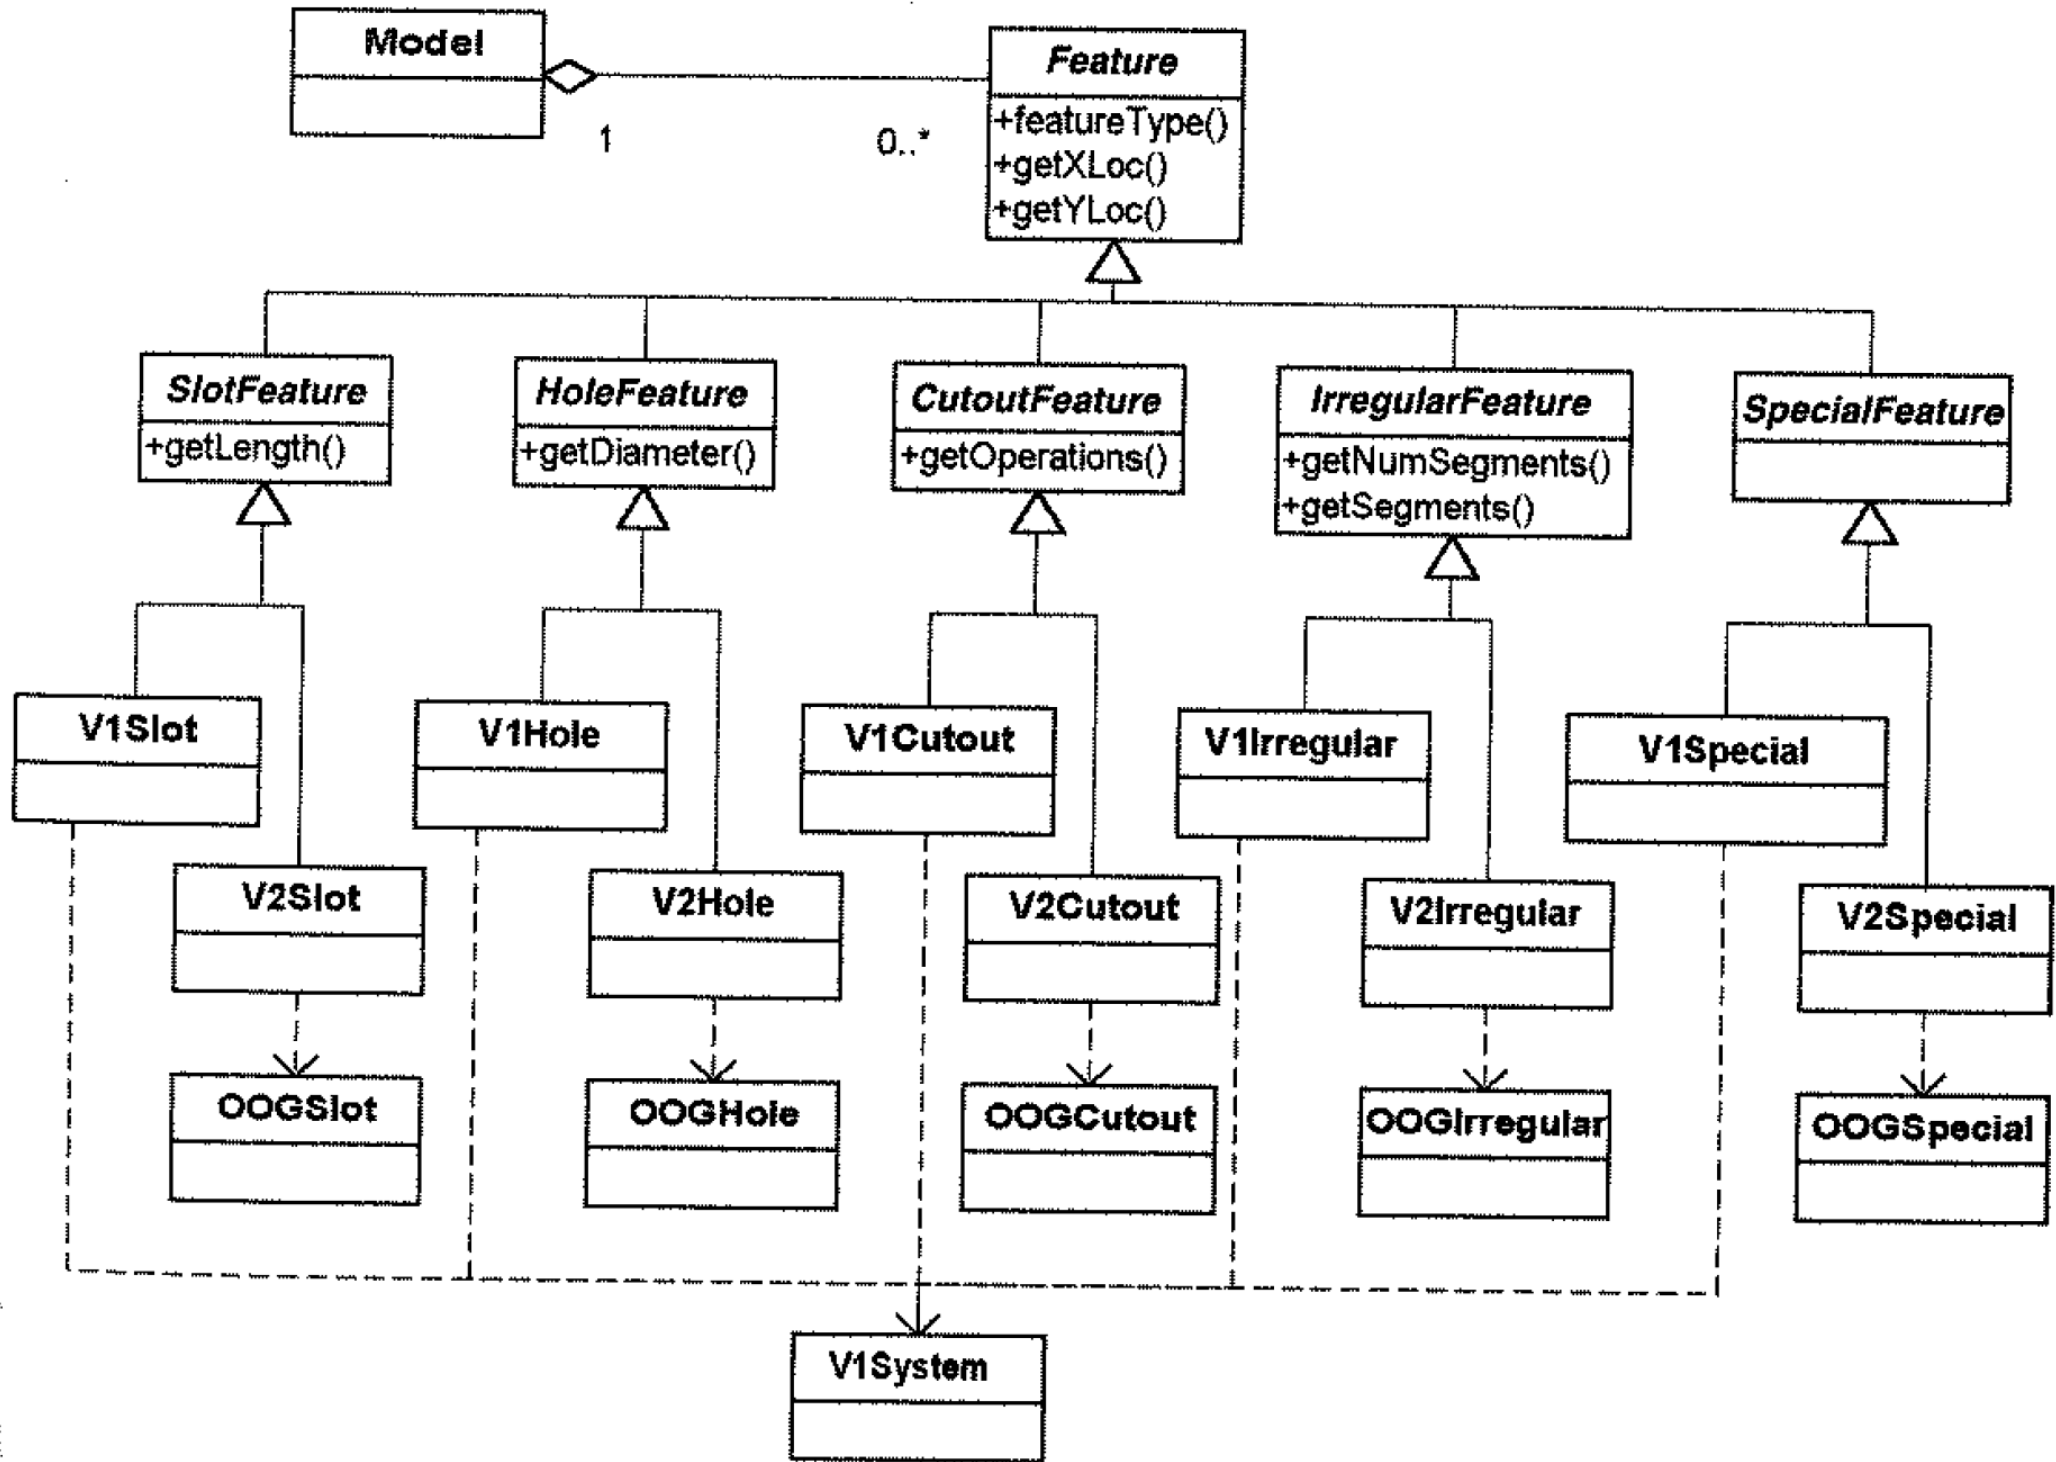 Model
Feature
+featureType()
+getXLoc()
+getYLoc()
1
0..*
SlotFeature
+getLength()
HoleFeature
+getDiameter()
CutoutFeature
+getOperations()
IrregularFeature
+getNumSegments()
+getSegments()
SpecialFeature
V1Slot
V1Hole
V1Cutout
V1Irregular
V1Special
V2Slot
V2Hole
V2Cutout
V2Irregular
V2Special
OOGSlot
OOGHole
OOGCutout
OOGIrregular
OOGSpecial
V1System